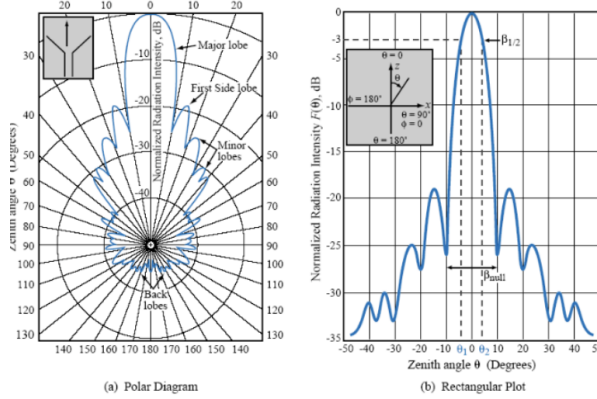 20 10 0 10 20
30 30
-10
-20
-30
-40
Normalized Radiation Intensity, dB
Major lobe
First Side lobe
Minor
lobes
Back
lobes
Zenith angle θ (Degrees)
40 40
50 50
60 60
70 70
80 80
90 90
100 100
110 110
120 120
130 130
140 150 160 170 180 170 160 150 140
(a) Polar Diagram
Normalized Radiation Intensity F(θ), dB
0
-3
-5
-10
-15
-20
-25
-30
-35
β1/2
θ = 0
z
θ
ϕ = 180°
x
θ = 90°
ϕ = 0
θ = 180°
βnull
-50 -40 -30 -20 -10 θ1 θ2 10 20 30 40 50
Zenith angle θ (Degrees)
(b) Rectangular Plot